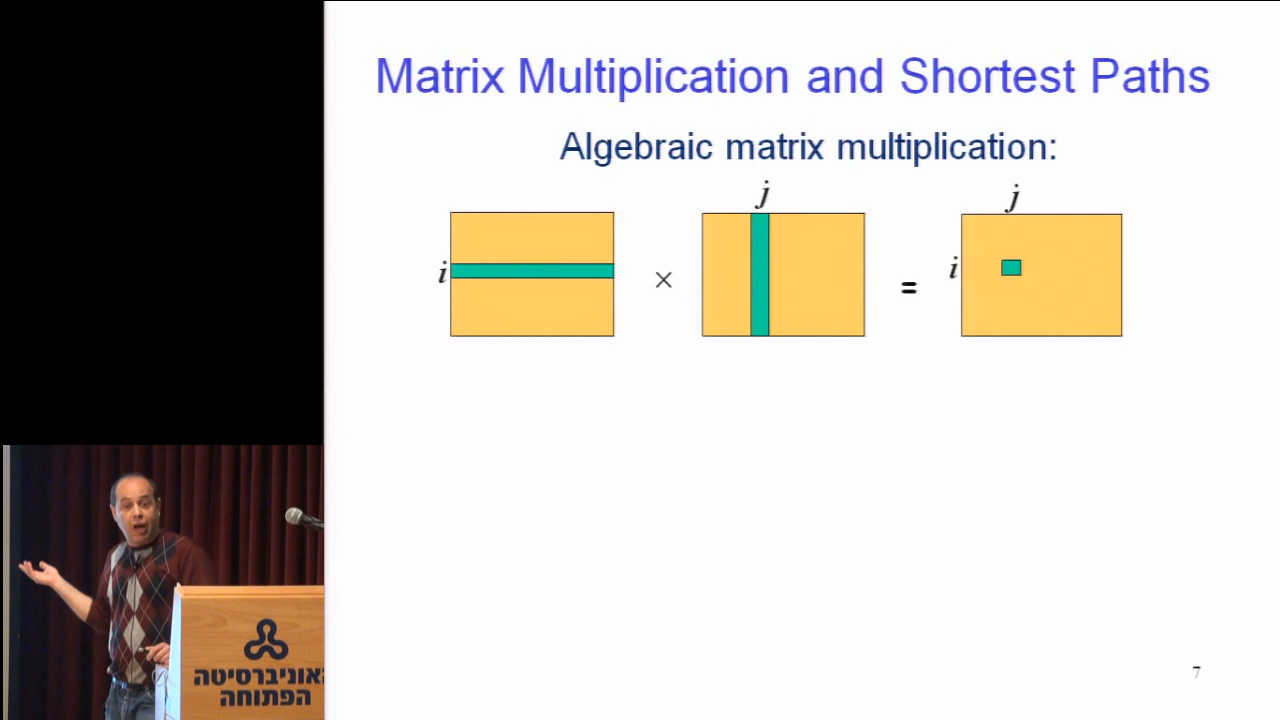 Matrix Multiplication and Shortest Paths
Algebraic matrix multiplication:
j
j
i
×
=
i
7
האוניברסיטה
הפתוחה